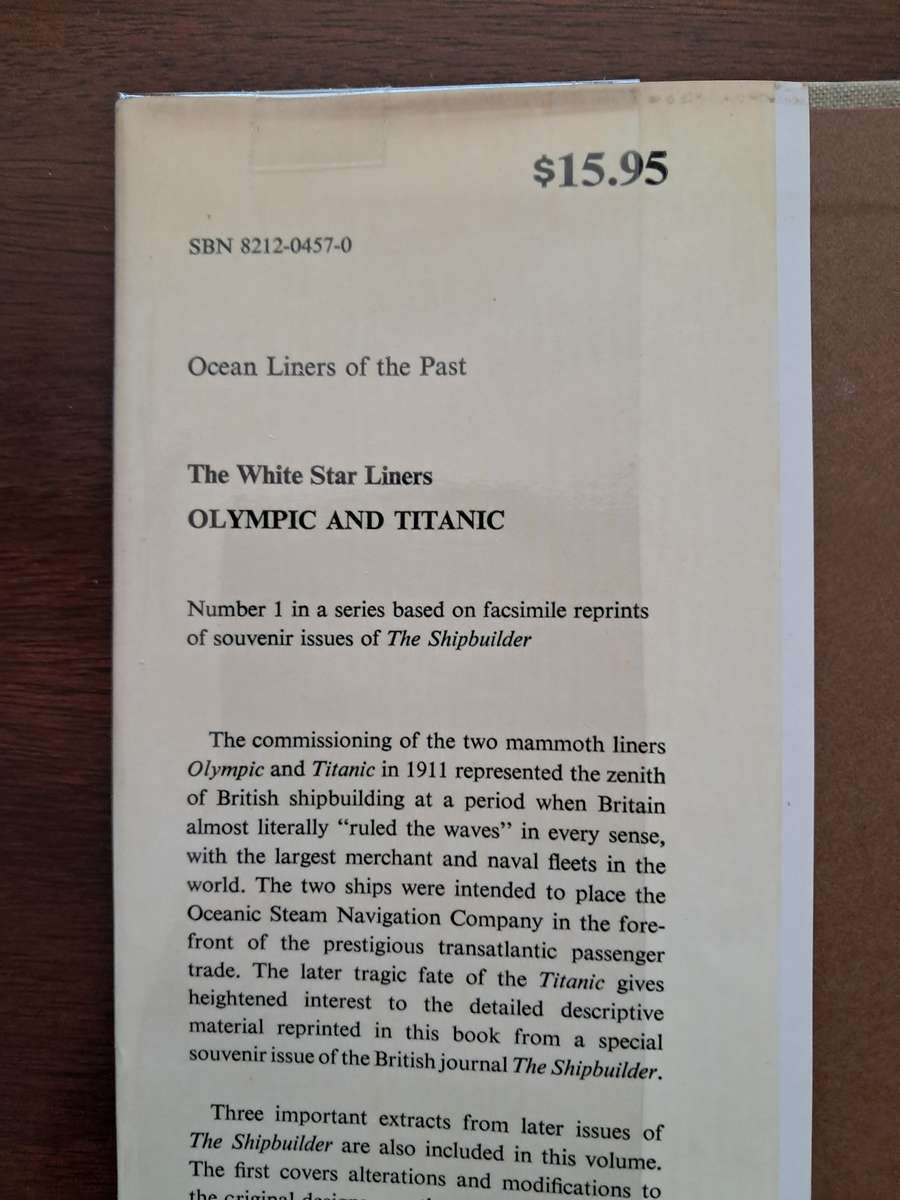 $15.95
SBN 8212-0457-0
Ocean Liners of the Past
The White Star Liners
OLYMPIC AND TITANIC
Number 1 in a series based on facsimile reprints
of souvenir issues of The Shipbuilder
The commissioning of the two mammoth liners
Olympic and Titanic in 1911 represented the zenith
of British shipbuilding at a period when Britain
almost literally “ruled the waves” in every sense,
with the largest merchant and naval fleets in the
world. The two ships were intended to place the
Oceanic Steam Navigation Company in the fore-
front of the prestigious transatlantic passenger
trade. The later tragic fate of the Titanic gives
heightened interest to the detailed descriptive
material reprinted in this book from a special
souvenir issue of the British journal The Shipbuilder.
Three important extracts from later issues of
The Shipbuilder are also included in this volume.
The first covers alterations and modifications to
the original